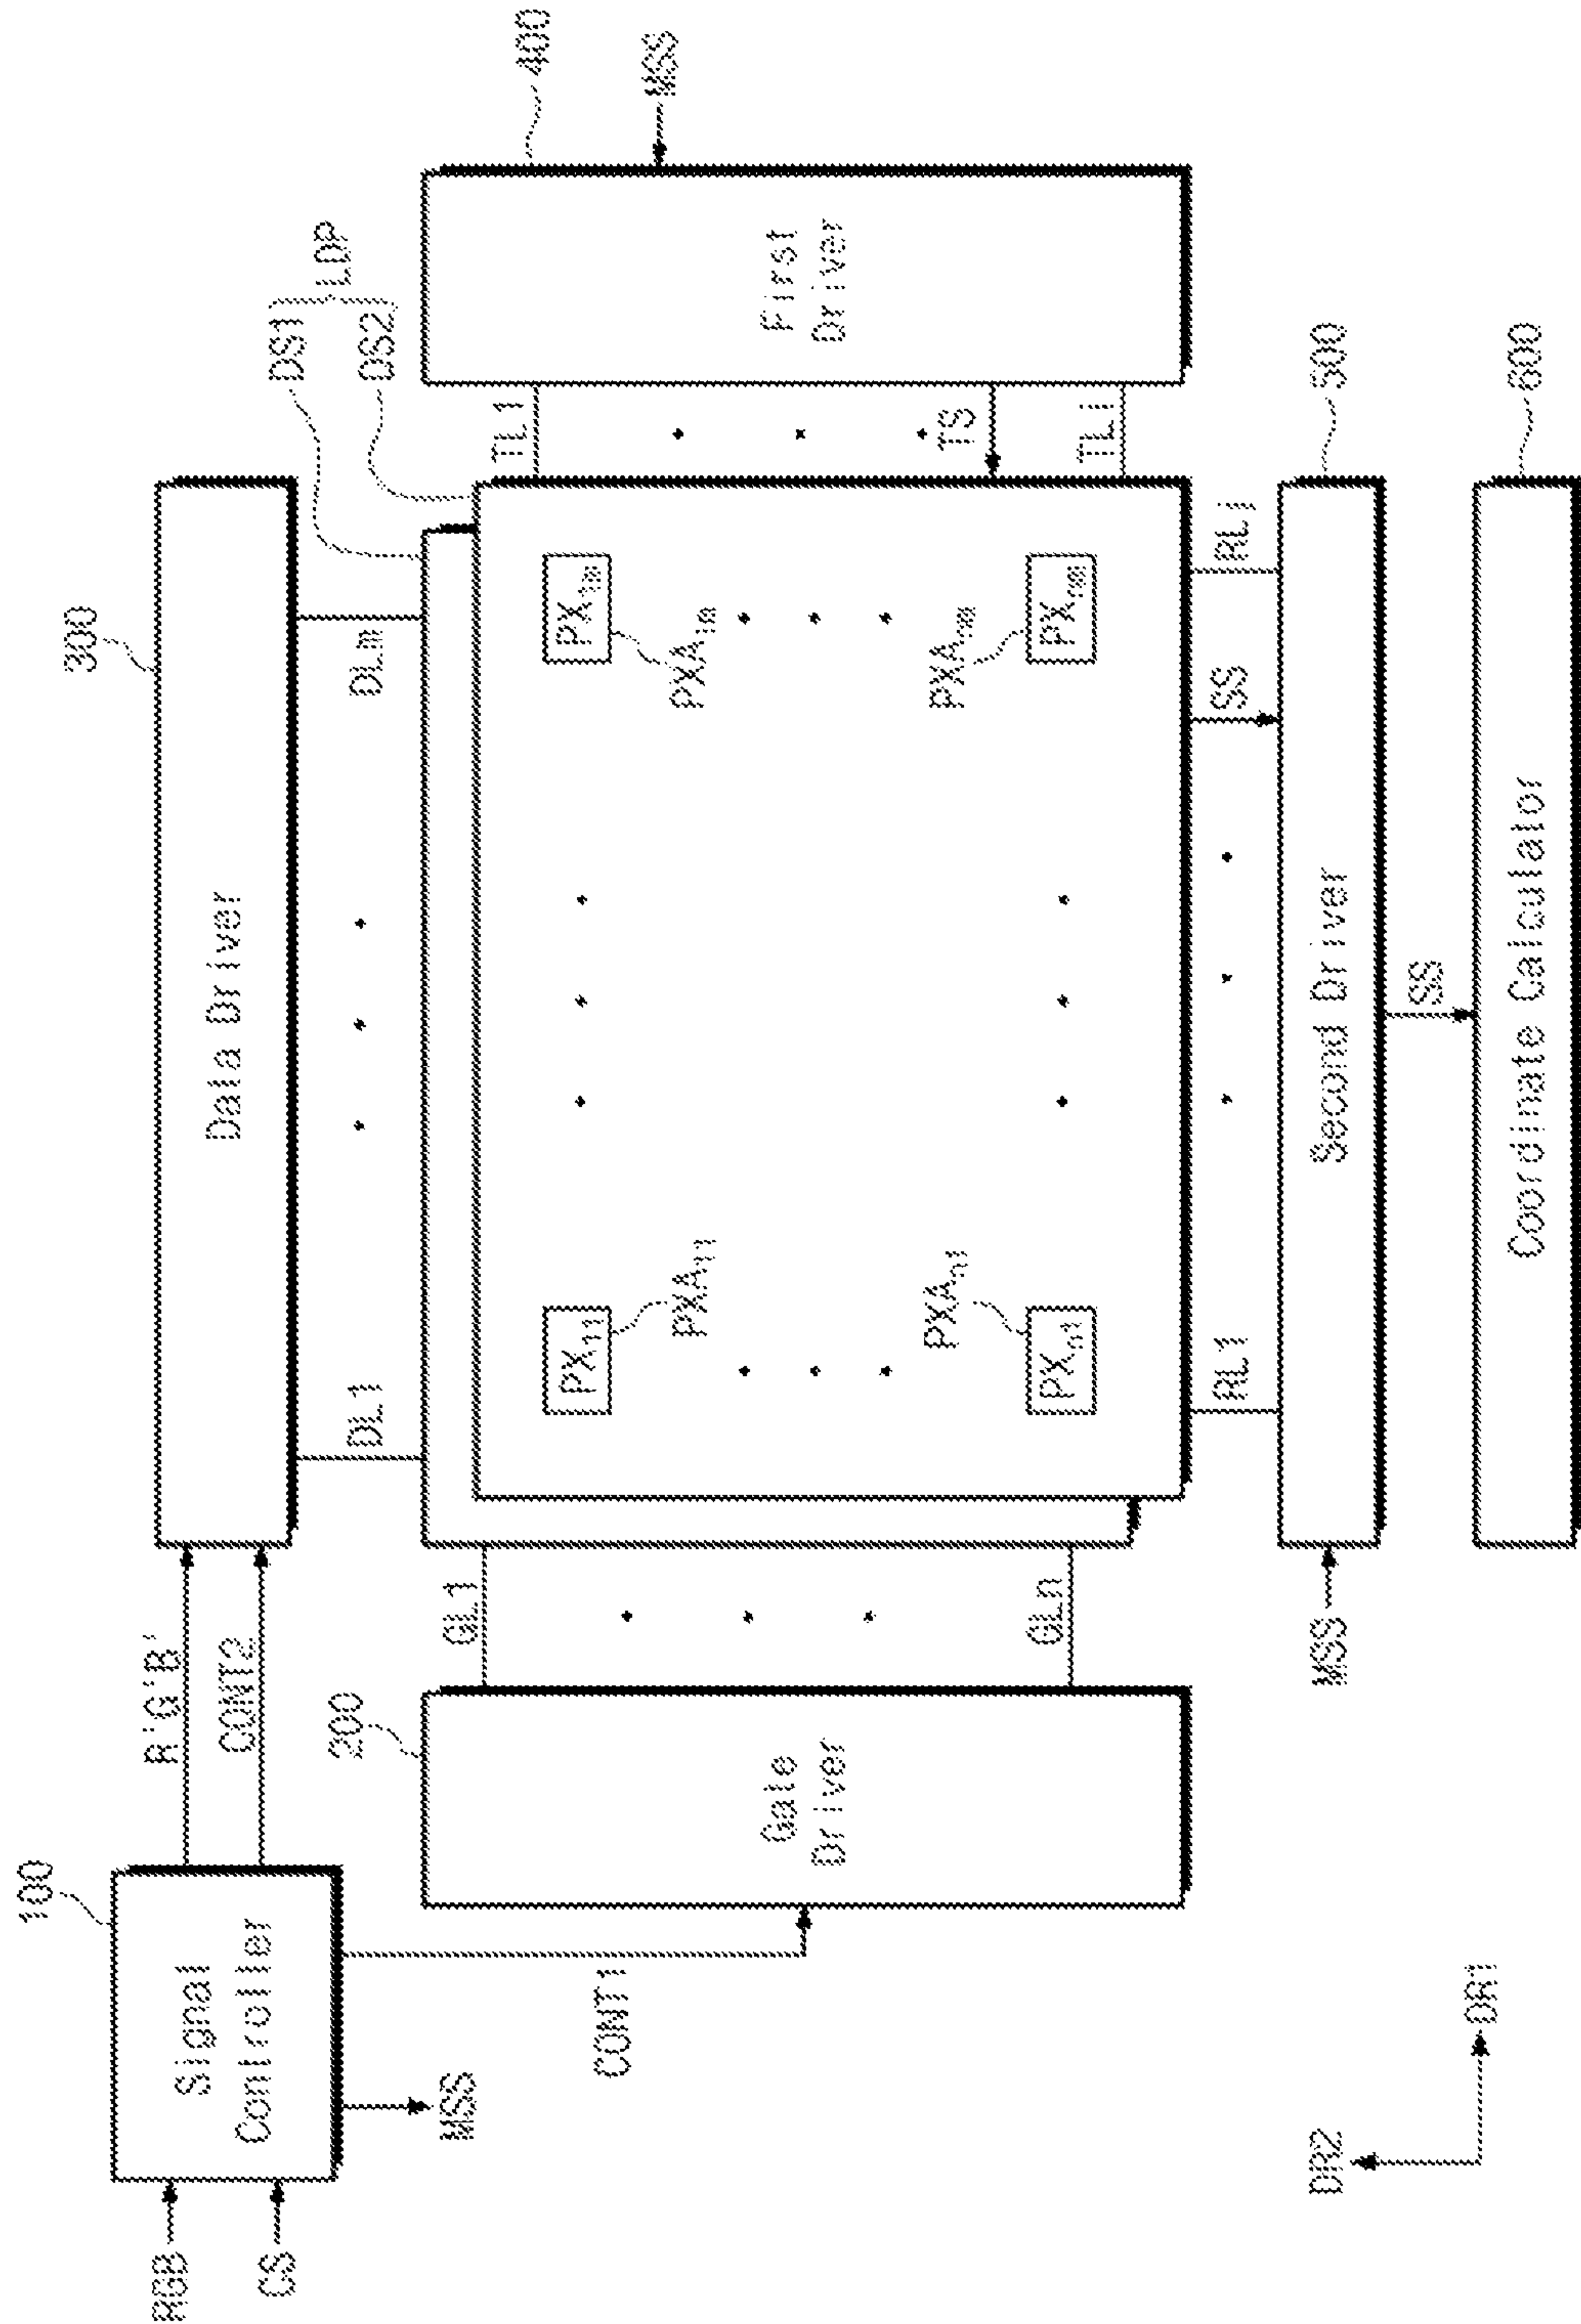 100
300
RGB
CS
Signal
Controller
R'G'B'
CONT2
Data Driver
MSS
CONT1
200
DL1
DLm
DS1
DS2
LDP
400
MSS
GL1
TL1
PX11
PX1m
PXA11
PXA1m
Gate
Driver
First
Driver
PXAn1
PXAnm
PXn1
PXnm
GLn
TS
TLi
RL1
SS
RLj
MSS
Second Driver
500
SS
Coordinate Calculator
600
DR2
DR1